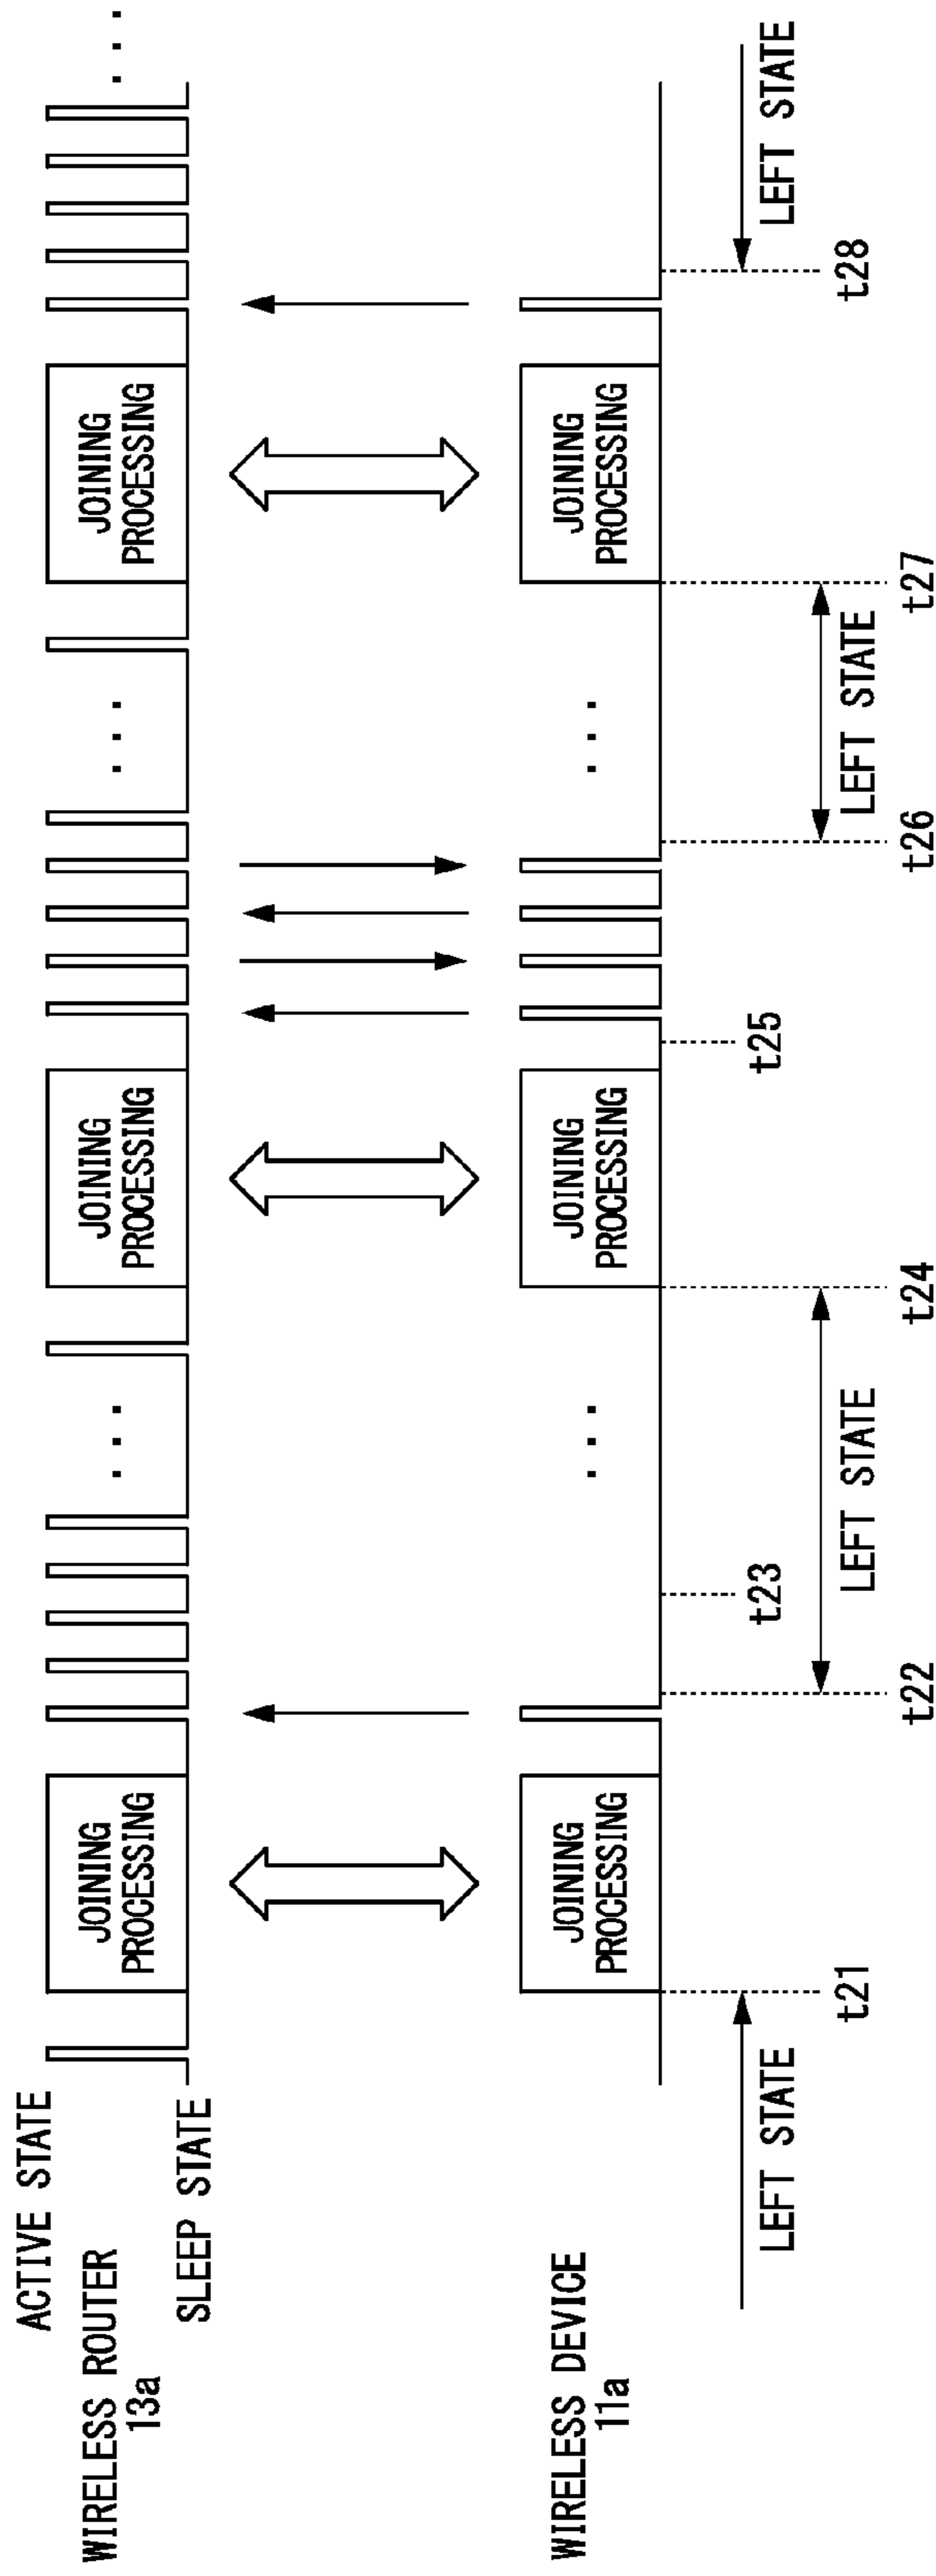 ACTIVE STATE
WIRELESS ROUTER
13a
SLEEP STATE
JOINING
PROCESSING
. . .
JOINING
PROCESSING
. . .
JOINING
PROCESSING
. . .
WIRELESS DEVICE
11a
JOINING
PROCESSING
. . .
JOINING
PROCESSING
. . .
JOINING
PROCESSING
LEFT STATE
t21
t22
t23
LEFT STATE
t24
t25
t26
LEFT STATE
t27
t28
LEFT STATE